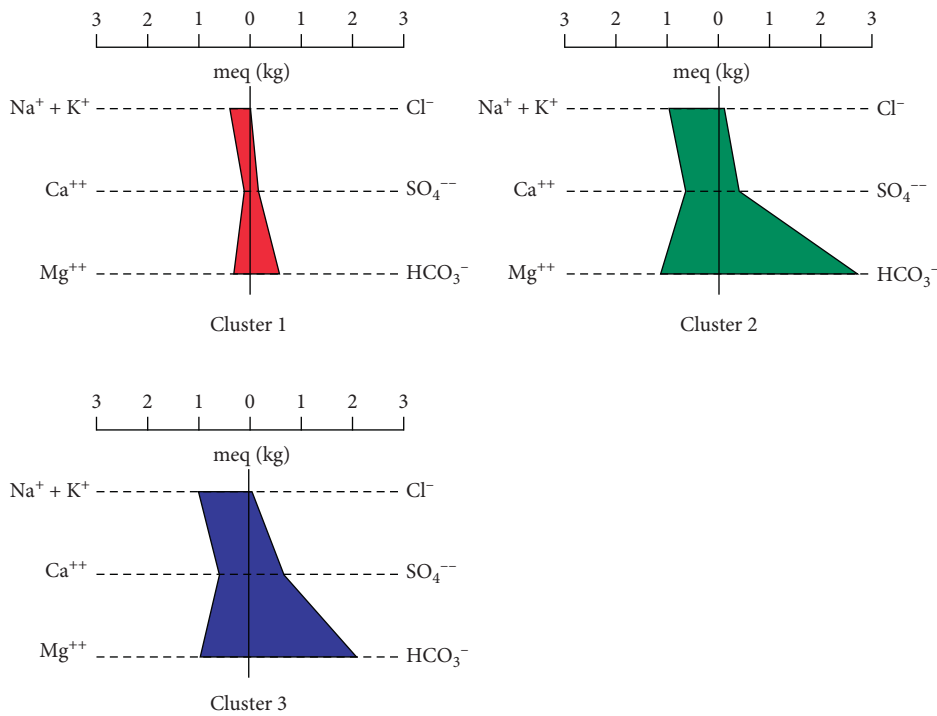 3 2 1 0 1 2 3
meq (kg)
Na⁺ + K⁺ Cl⁻
Ca⁺⁺ SO₄⁻⁻
Mg⁺⁺ HCO₃⁻
Cluster 1
3 2 1 0 1 2 3
meq (kg)
Na⁺ + K⁺ Cl⁻
Ca⁺⁺ SO₄⁻⁻
Mg⁺⁺ HCO₃⁻
Cluster 2
3 2 1 0 1 2 3
meq (kg)
Na⁺ + K⁺ Cl⁻
Ca⁺⁺ SO₄⁻⁻
Mg⁺⁺ HCO₃⁻
Cluster 3